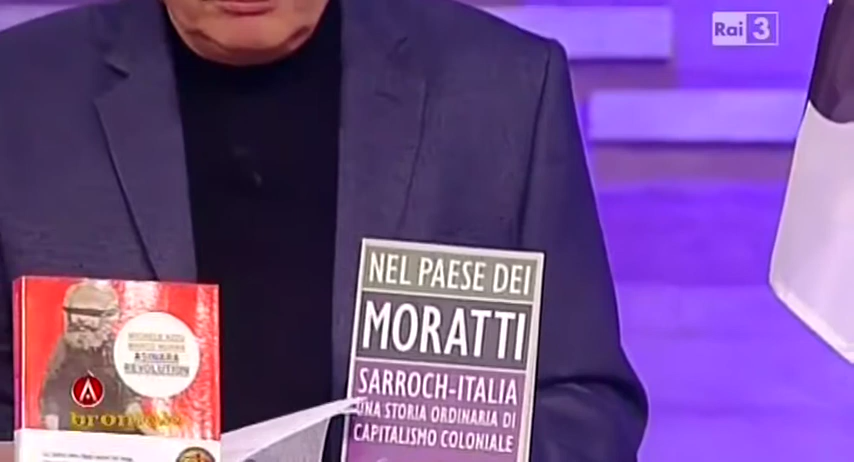 Rai 3
NEL PAESE DEI
MORATTI
SARROCH-ITALIA
UNA STORIA ORDINARIA DI
CAPITALISMO COLONIALE
MICHELE AZZU
MARCO NURRA
ASINARA
REVOLUTION
À